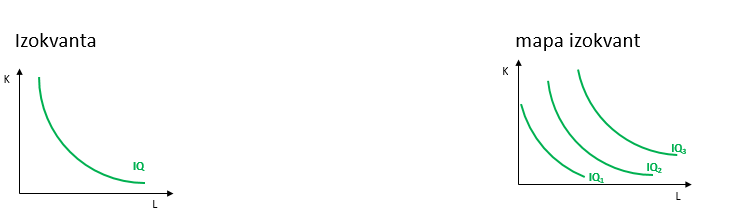 Izokvanta
K
IQ
L
mapa izokvant
K
IQ₃
IQ₂
IQ₁
L